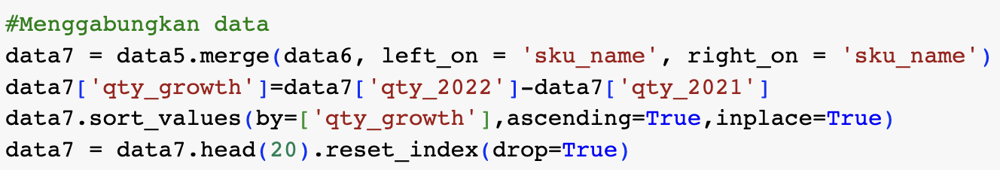 #Menggabungkan data
data7 = data5.merge(data6, left_on = 'sku_name', right_on = 'sku_name')
data7['qty_growth']=data7['qty_2022']-data7['qty_2021']
data7.sort_values(by=['qty_growth'],ascending=True,inplace=True)
data7 = data7.head(20).reset_index(drop=True)